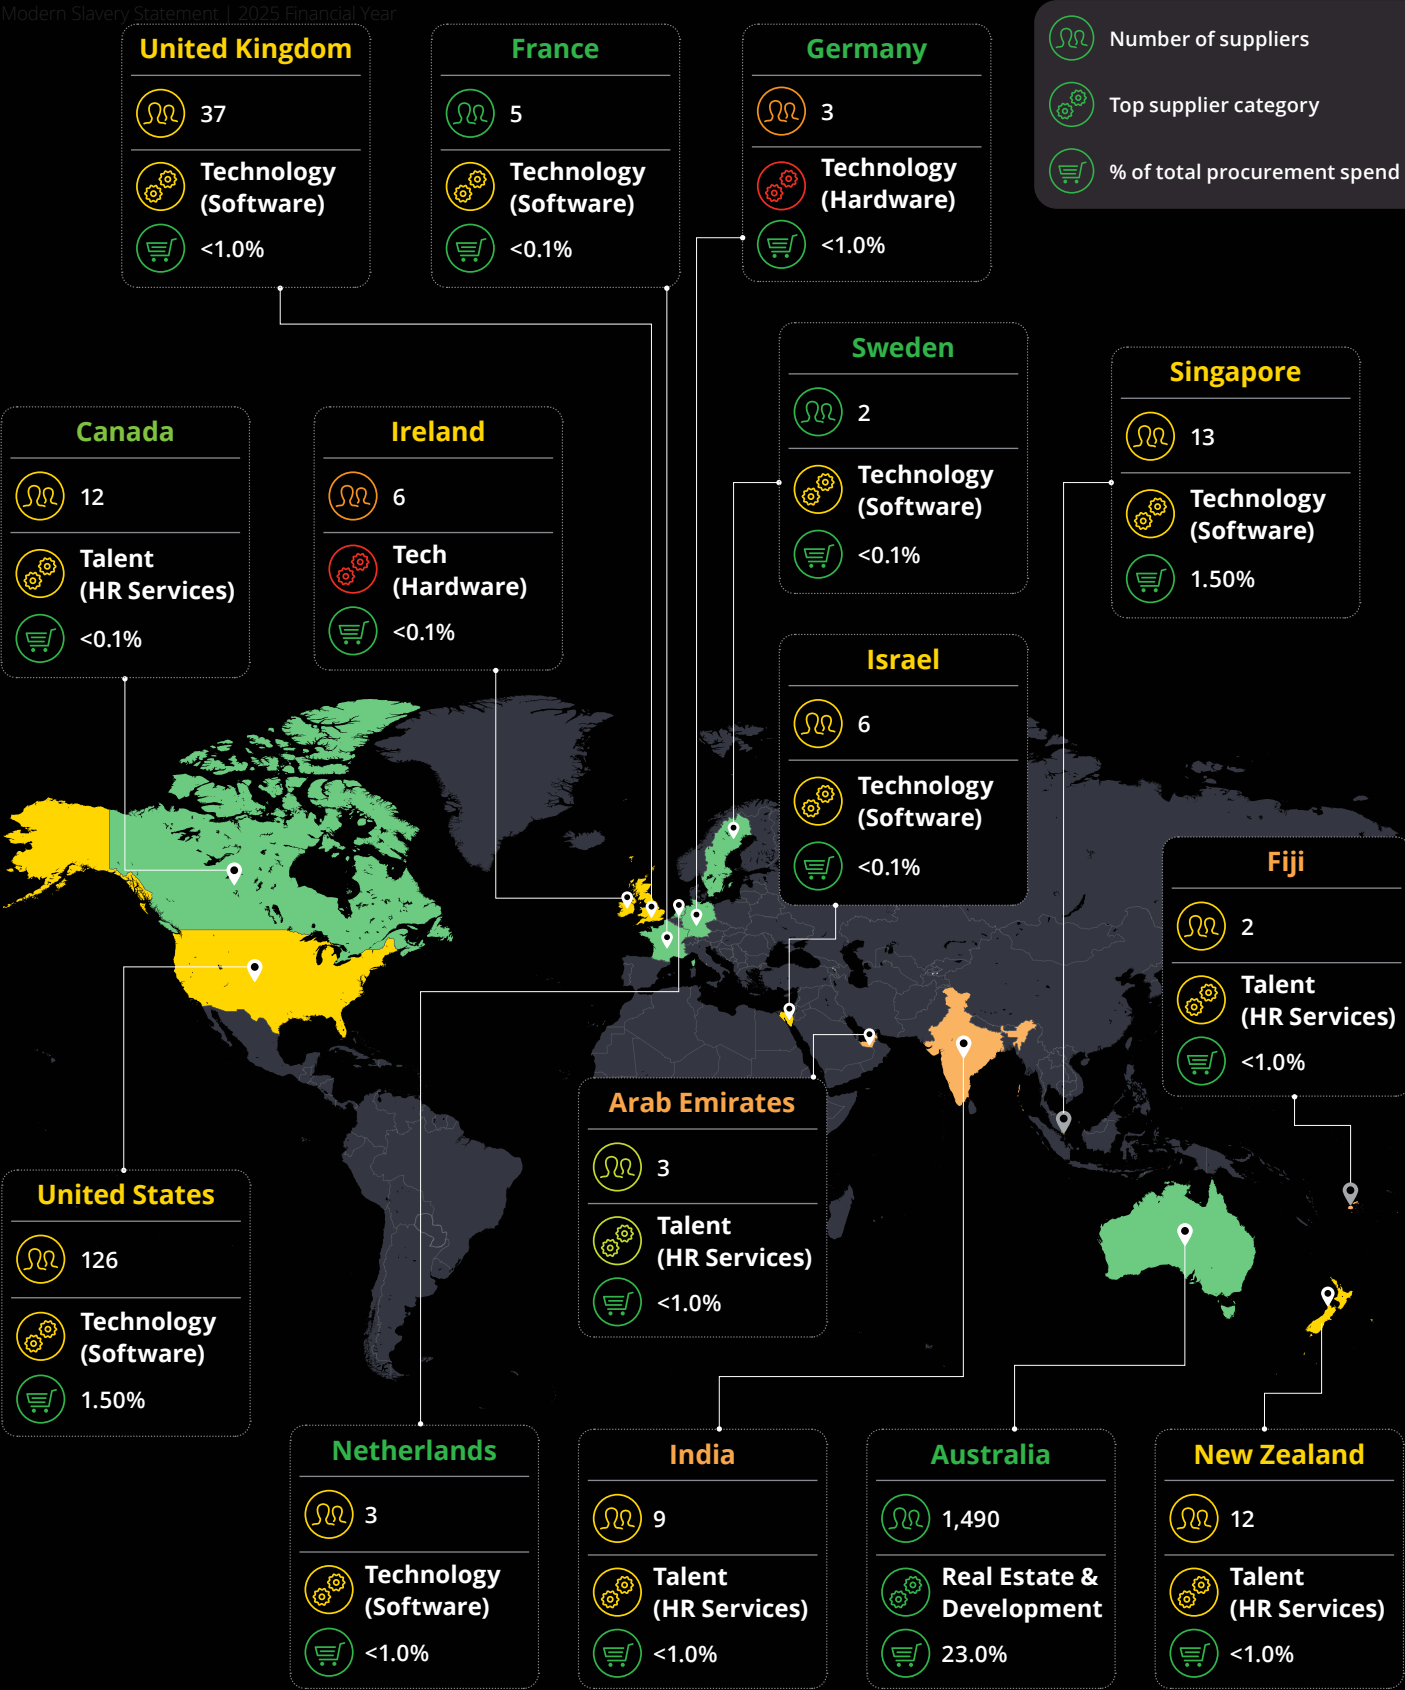 Modern Slavery Statement | 2025 Financial Year
Number of suppliers
Top supplier category
% of total procurement spend
United Kingdom
37
Technology
(Software)
<1.0%
France
5
Technology
(Software)
<0.1%
Germany
3
Technology
(Hardware)
<1.0%
Sweden
2
Technology
(Software)
<0.1%
Singapore
13
Technology
(Software)
1.50%
Canada
12
Talent
(HR Services)
<0.1%
Ireland
6
Tech
(Hardware)
<0.1%
Israel
6
Technology
(Software)
<0.1%
Fiji
2
Talent
(HR Services)
<1.0%
Arab Emirates
3
Talent
(HR Services)
<1.0%
United States
126
Technology
(Software)
1.50%
Netherlands
3
Technology
(Software)
<1.0%
India
9
Talent
(HR Services)
<1.0%
Australia
1,490
Real Estate &
Development
23.0%
New Zealand
12
Talent
(HR Services)
<1.0%